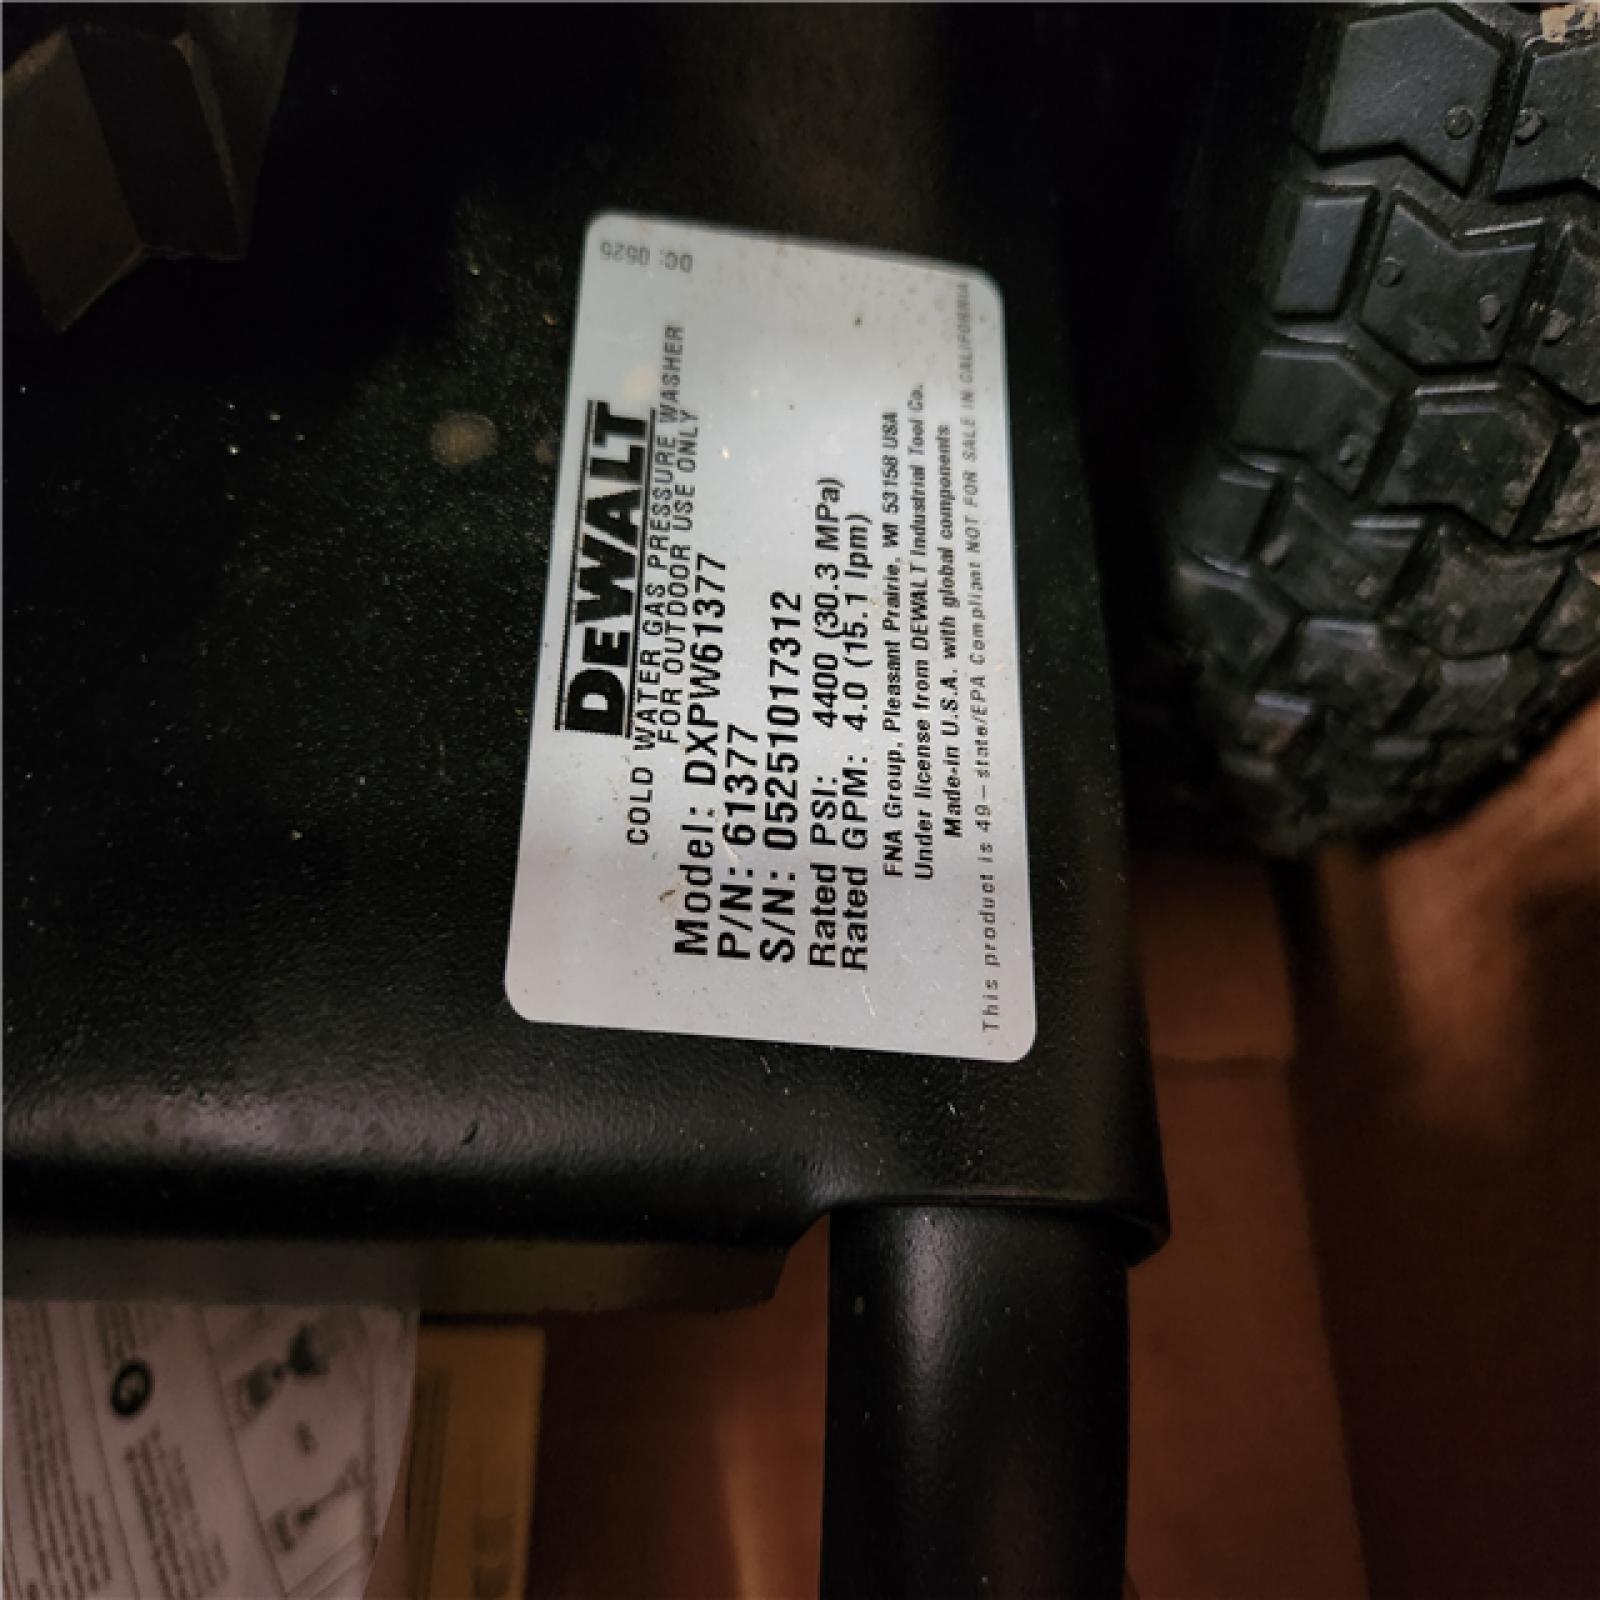 DC: 0525
DEWALT
COLD WATER GAS PRESSURE WASHER
FOR OUTDOOR USE ONLY
Model: DXPW61377
P/N: 61377
S/N: 05251017312
Rated PSI: 4400 (30.3 MPa)
Rated GPM: 4.0 (15.1 lpm)
FNA Group, Pleasant Prairie, WI 53158 USA
Under license from DEWALT Industrial Tool Co.
Made in U.S.A. with global components
This product is 49-state/EPA Compliant NOT FOR SALE IN CALIFORNIA